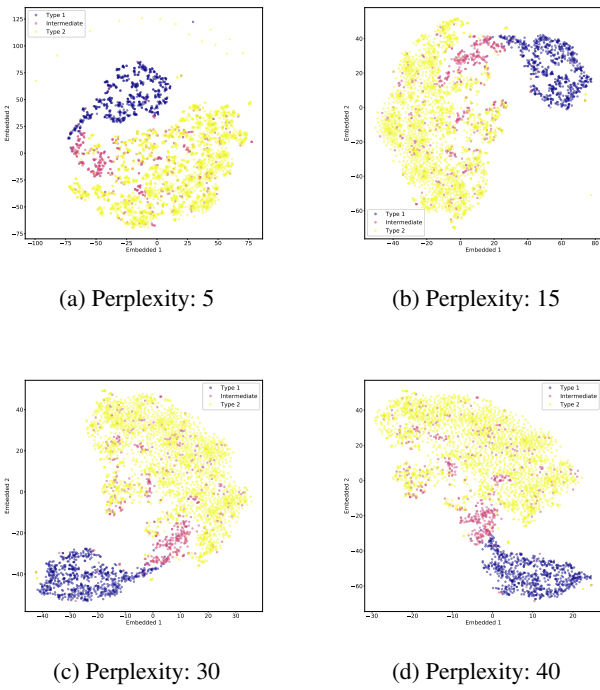 Type 1
Intermediate
Type 2
125
100
75
50
25
0
−25
−50
−75
Embedded 2
−100 −75 −50 −25 0 25 50 75
Embedded 1
(a) Perplexity: 5
40
20
0
−20
−40
−60
Embedded 2
Type 1
Intermediate
Type 2
−40 −20 0 20 40 60 80
Embedded 1
(b) Perplexity: 15
Type 1
Intermediate
Type 2
40
20
0
−20
−40
Embedded 2
−40 −30 −20 −10 0 10 20 30
Embedded 1
(c) Perplexity: 30
Type 1
Intermediate
Type 2
40
20
0
−20
−40
−60
Embedded 2
−30 −20 −10 0 10 20
Embedded 1
(d) Perplexity: 40